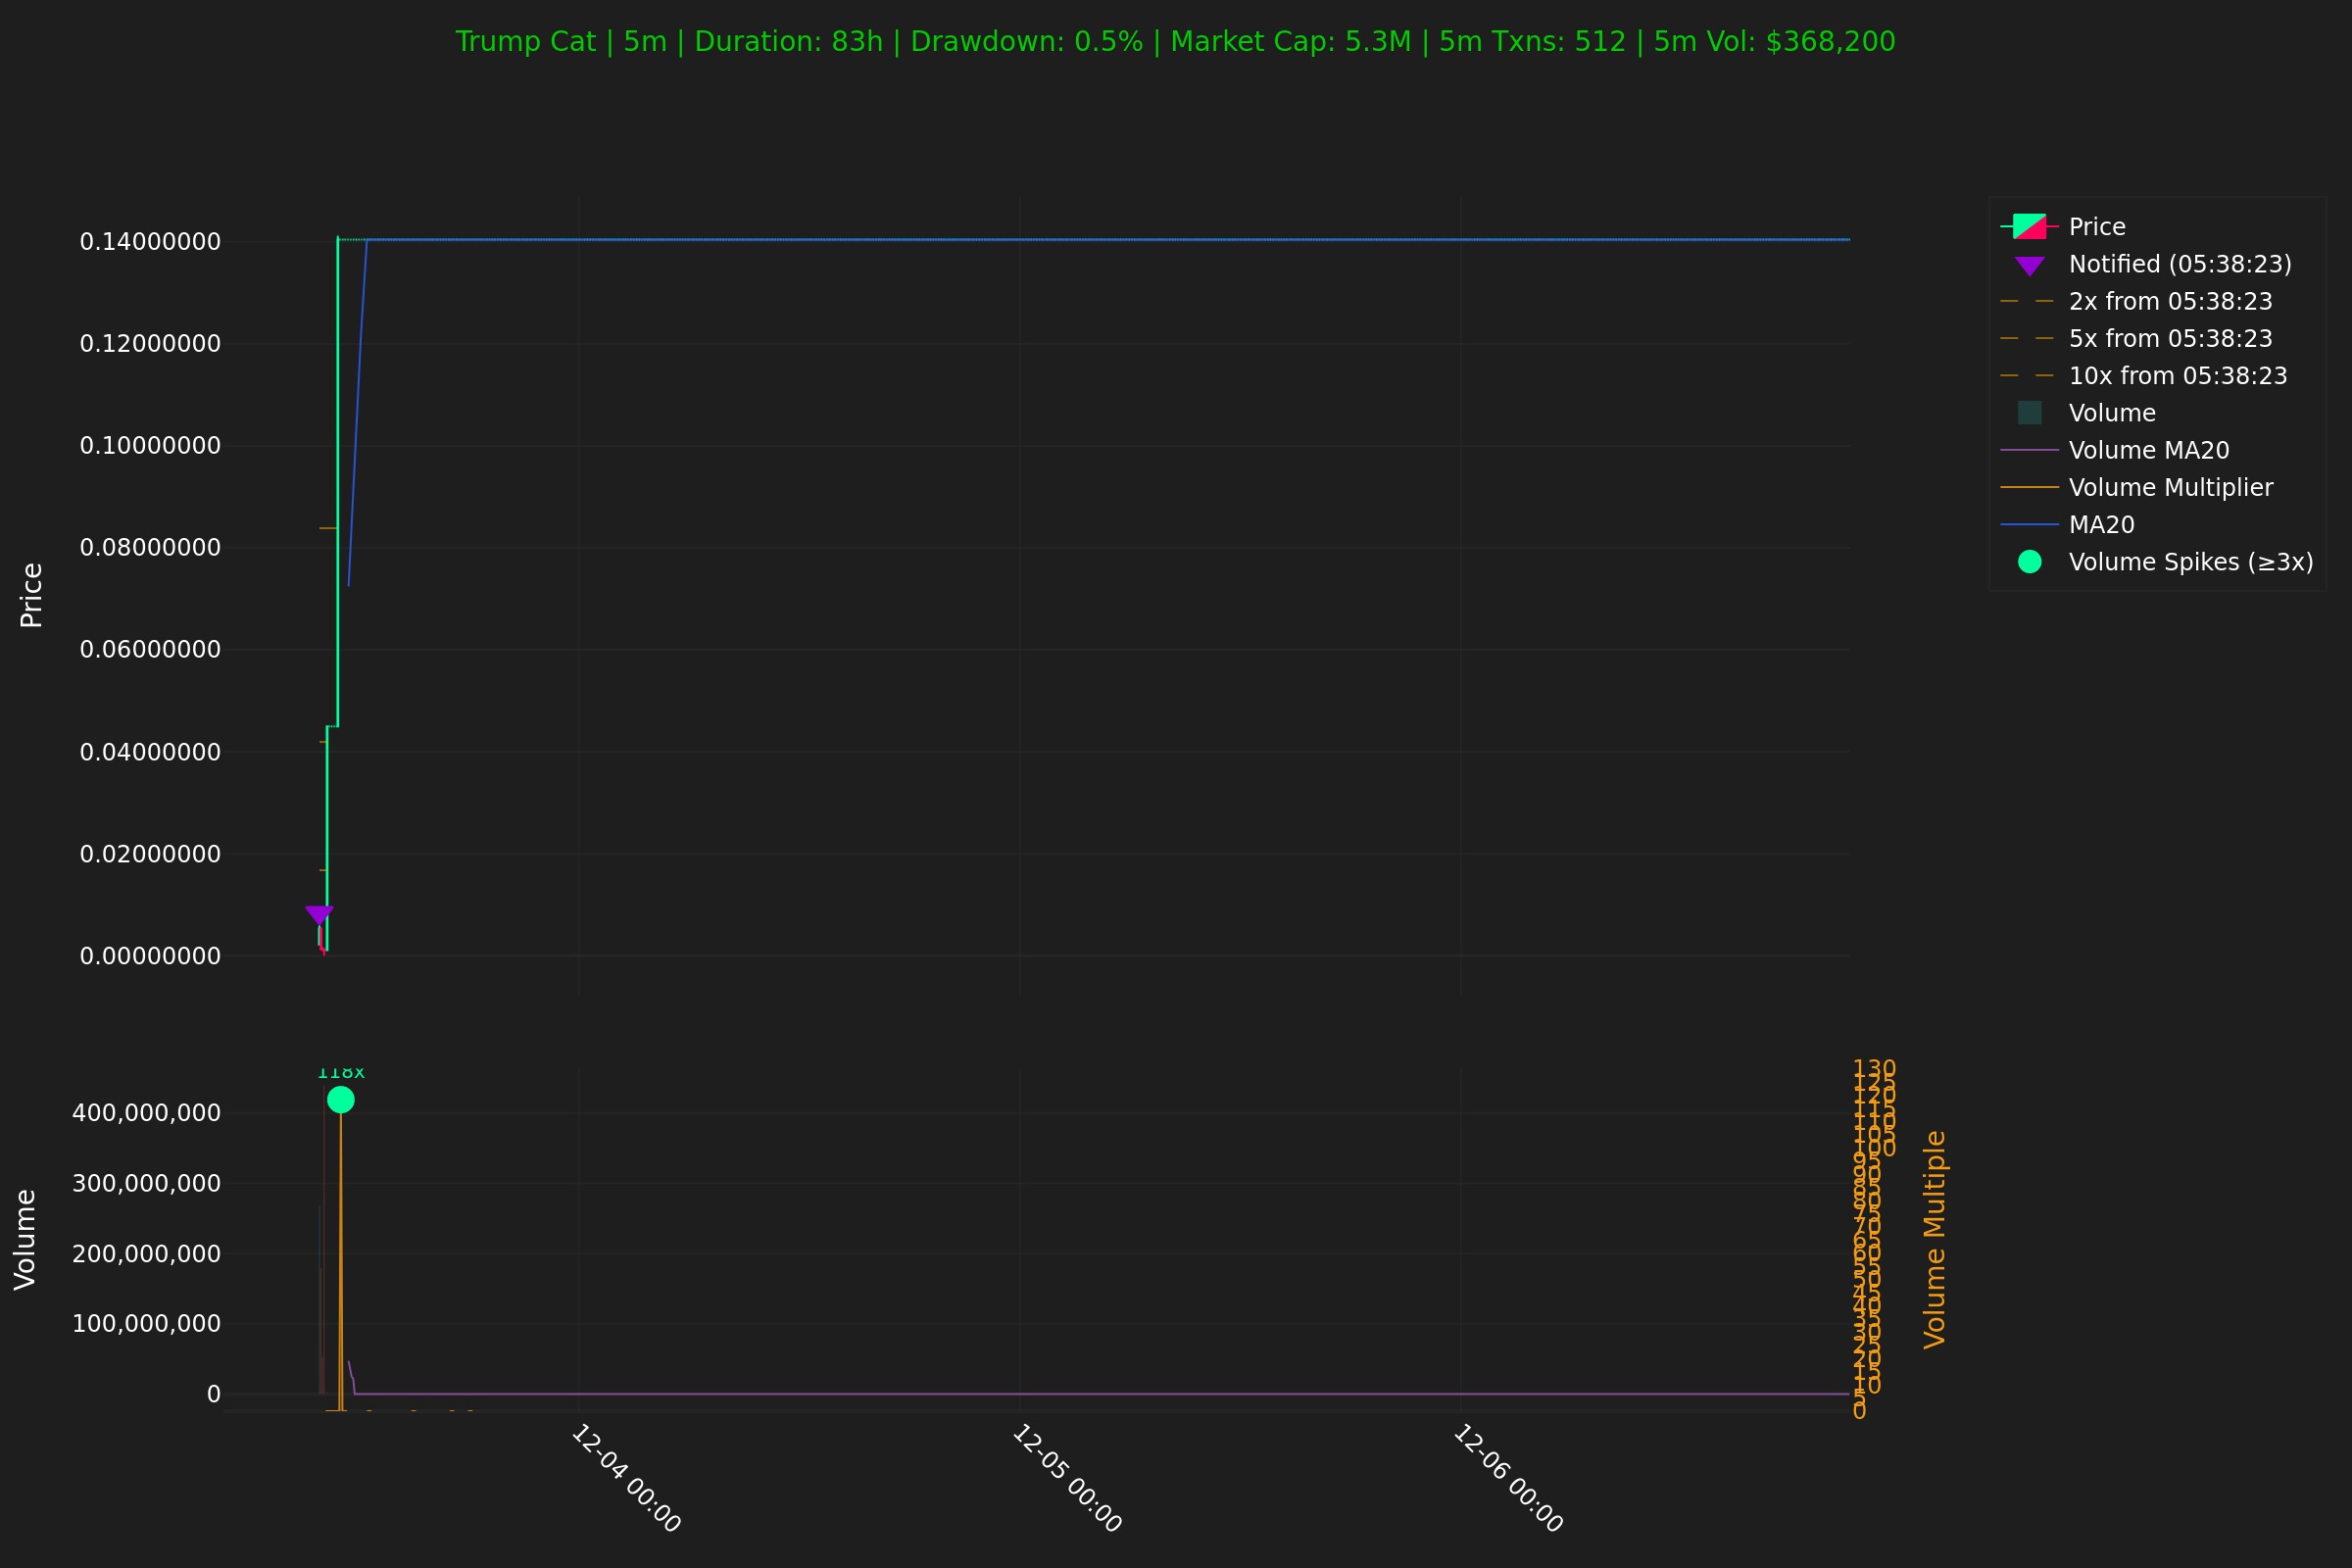 Trump Cat | 5m | Duration: 83h | Drawdown: 0.5% | Market Cap: 5.3M | 5m Txns: 512 | 5m Vol: $368,200
Price
0.14000000
0.12000000
0.10000000
0.08000000
0.06000000
0.04000000
0.02000000
0.00000000
Price
Notified (05:38:23)
2x from 05:38:23
5x from 05:38:23
10x from 05:38:23
Volume
Volume MA20
Volume Multiplier
MA20
Volume Spikes (≥3x)
118x
Volume
400,000,000
300,000,000
200,000,000
100,000,000
0
130
125
120
115
110
105
100
95
90
85
80
75
70
65
60
55
50
45
40
35
30
25
20
15
10
5
0
Volume Multiple
12-04 00:00
12-05 00:00
12-06 00:00